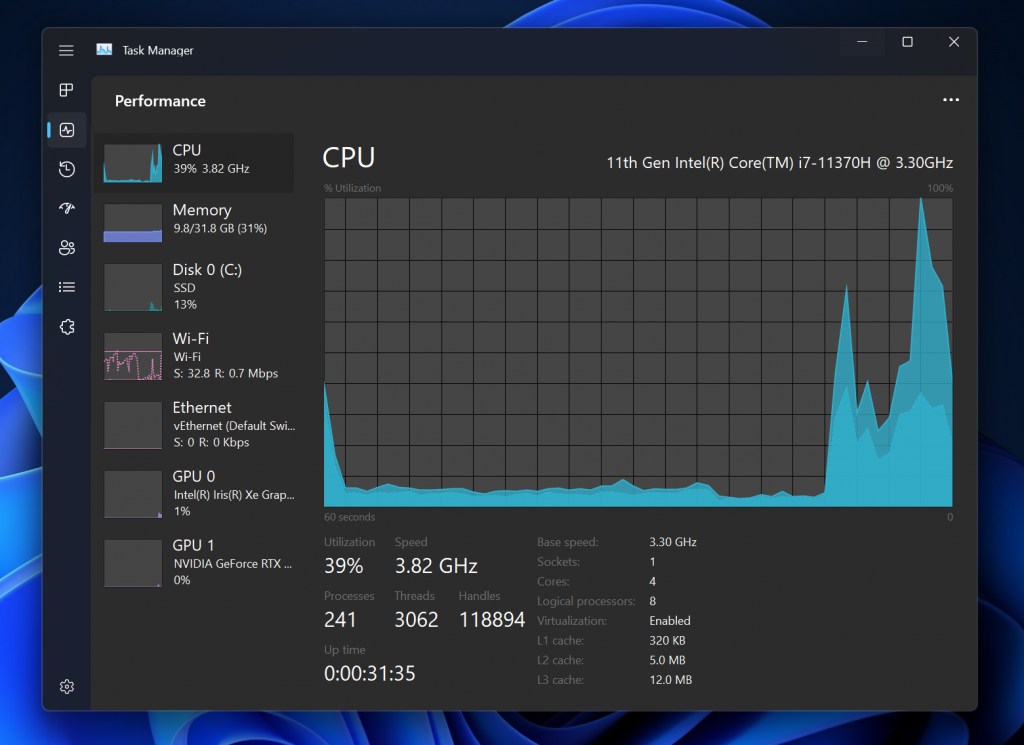 Task Manager
Performance
CPU
39% 3.82 GHz
Memory
9.8/31.8 GB (31%)
Disk 0 (C:)
SSD
13%
Wi-Fi
Wi-Fi
S: 32.8 R: 0.7 Mbps
Ethernet
vEthernet (Default Swi...
S: 0 R: 0 Kbps
GPU 0
Intel(R) Iris(R) Xe Grap...
1%
GPU 1
NVIDIA GeForce RTX ...
0%
CPU
11th Gen Intel(R) Core(TM) i7-11370H @ 3.30GHz
% Utilization
100%
60 seconds
0
Utilization Speed
39% 3.82 GHz
Processes Threads Handles
241 3062 118894
Up time
0:00:31:35
Base speed: 3.30 GHz
Sockets: 1
Cores: 4
Logical processors: 8
Virtualization: Enabled
L1 cache: 320 KB
L2 cache: 5.0 MB
L3 cache: 12.0 MB